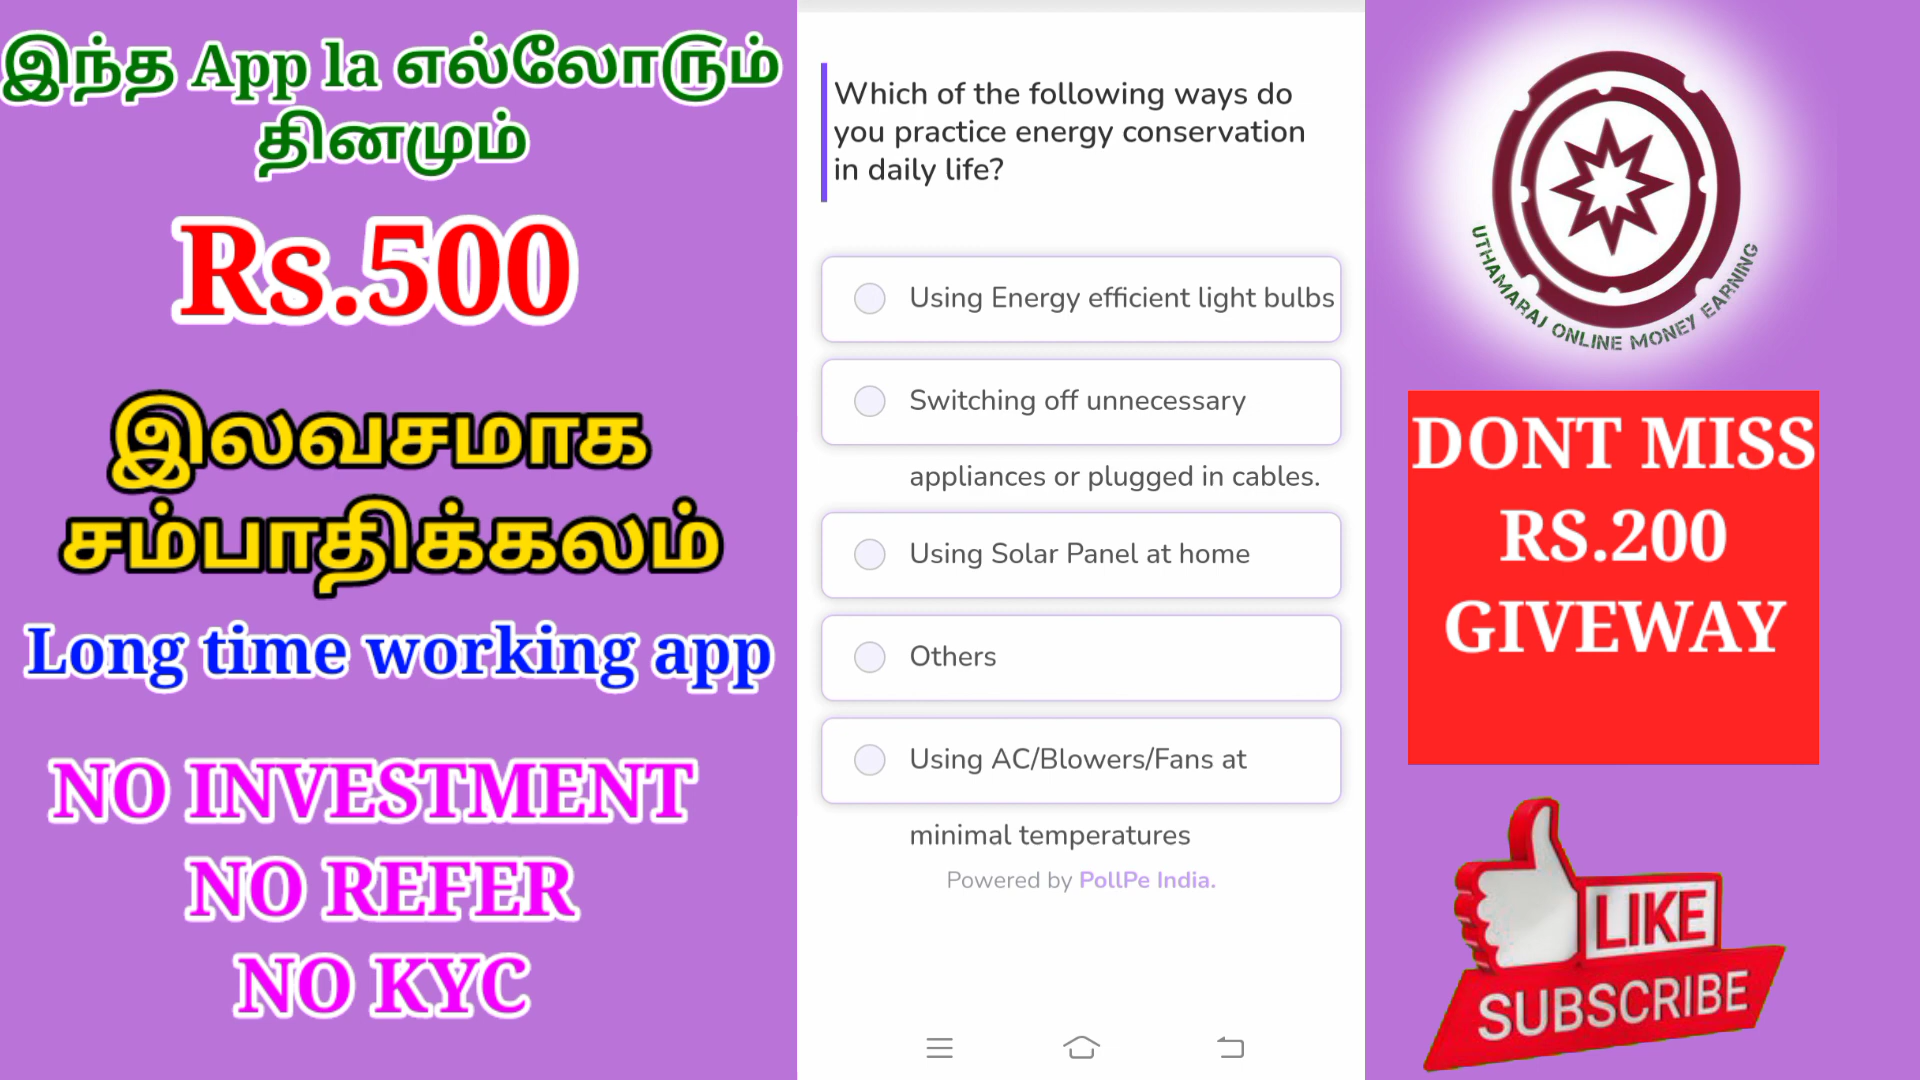 இந்த App la எல்லோரும்
தினமும்
Rs.500
இலவசமாக
சம்பாதிக்கலம்
Long time working app
NO INVESTMENT
NO REFER
NO KYC
Which of the following ways do
you practice energy conservation
in daily life?
Using Energy efficient light bulbs
Switching off unnecessary
appliances or plugged in cables.
Using Solar Panel at home
Others
Using AC/Blowers/Fans at
minimal temperatures
Powered by PollPe India.
UTHAMARAJ ONLINE MONEY EARNING
DONT MISS
RS.200
GIVEWAY
LIKE
SUBSCRIBE